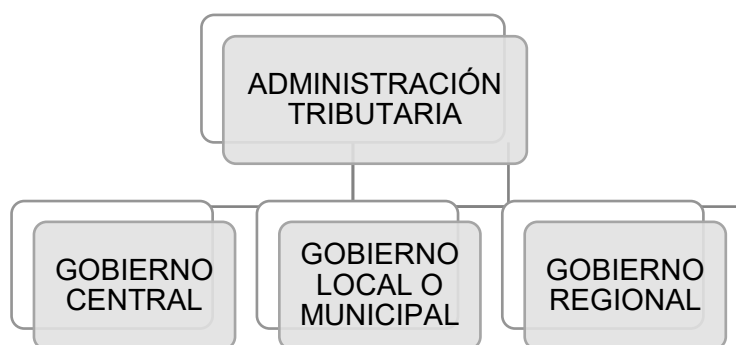 ADMINISTRACIÓN
TRIBUTARIA
GOBIERNO
CENTRAL
GOBIERNO
LOCAL O
MUNICIPAL
GOBIERNO
REGIONAL